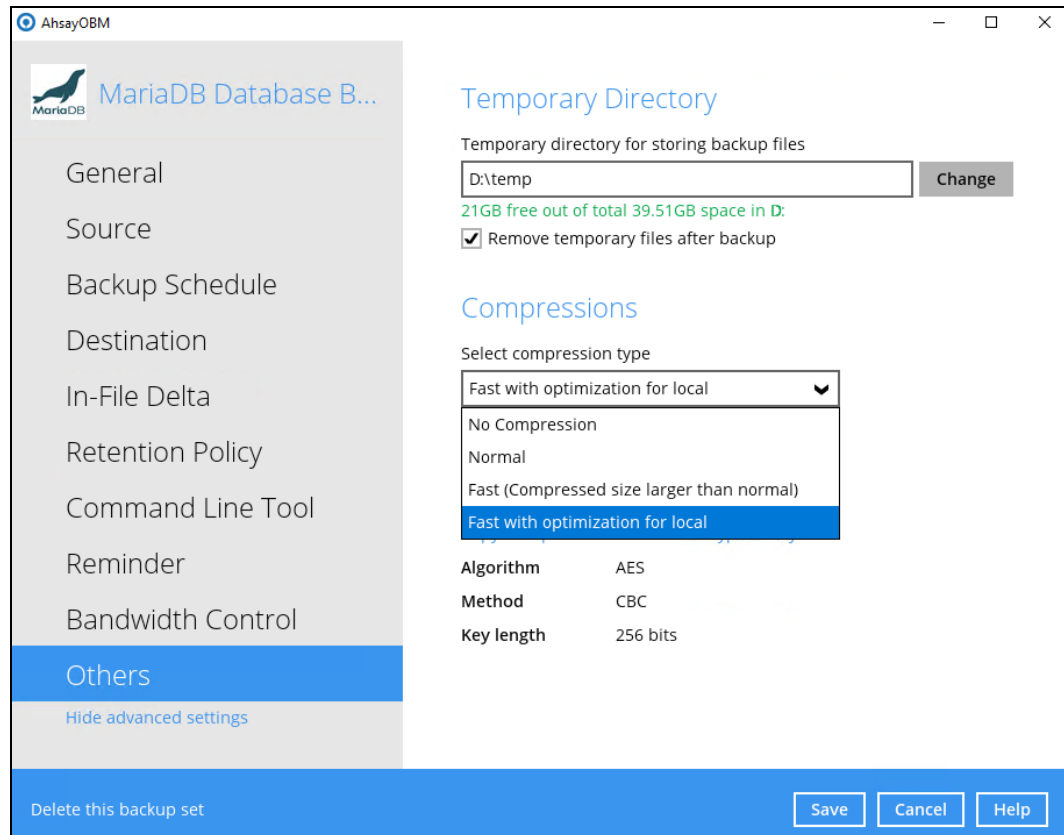 AhsayOBM
MariaDB
MariaDB Database B...
General
Source
Backup Schedule
Destination
In-File Delta
Retention Policy
Command Line Tool
Reminder
Bandwidth Control
Others
Hide advanced settings
Temporary Directory
Temporary directory for storing backup files
D:\temp
Change
21GB free out of total 39.51GB space in D:
Remove temporary files after backup
Compressions
Select compression type
Fast with optimization for local
No Compression
Normal
Fast (Compressed size larger than normal)
Fast with optimization for local
Algorithm AES
Method CBC
Key length 256 bits
Delete this backup set
Save
Cancel
Help